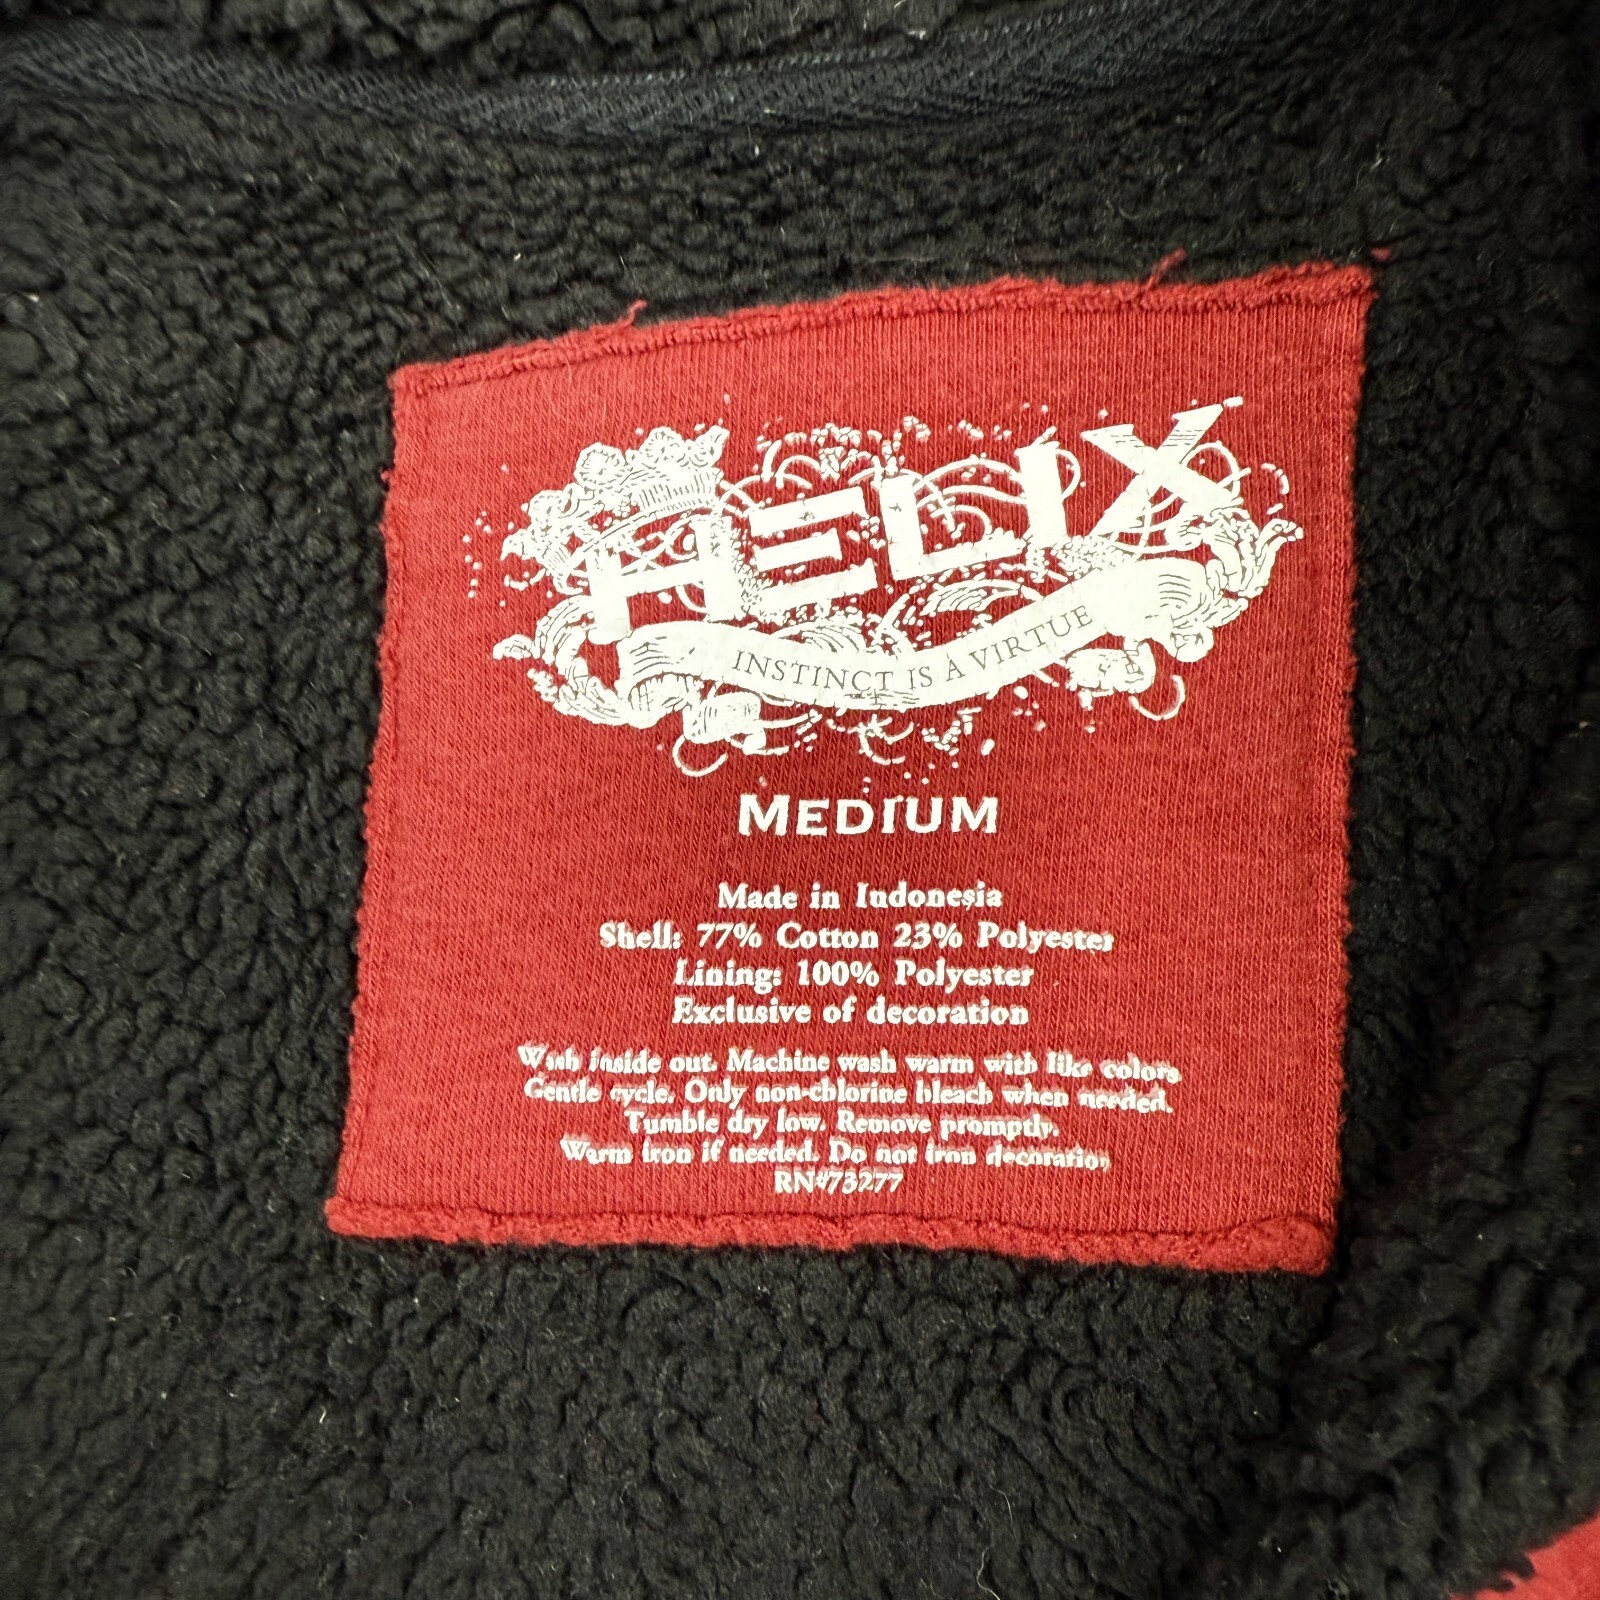 HELIX
INSTINCT IS A VIRTUE
MEDIUM
Made in Indonesia
Shell: 77% Cotton 23% Polyester
Lining: 100% Polyester
Exclusive of decoration
Wash inside out. Machine wash warm with like colors
Gentle cycle. Only non-chlorine bleach when needed.
Tumble dry low. Remove promptly.
Warm iron if needed. Do not iron decoration
RN#73277